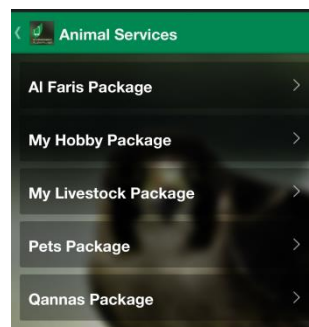 Animal Services
Al Faris Package
My Hobby Package
My Livestock Package
Pets Package
Qannas Package